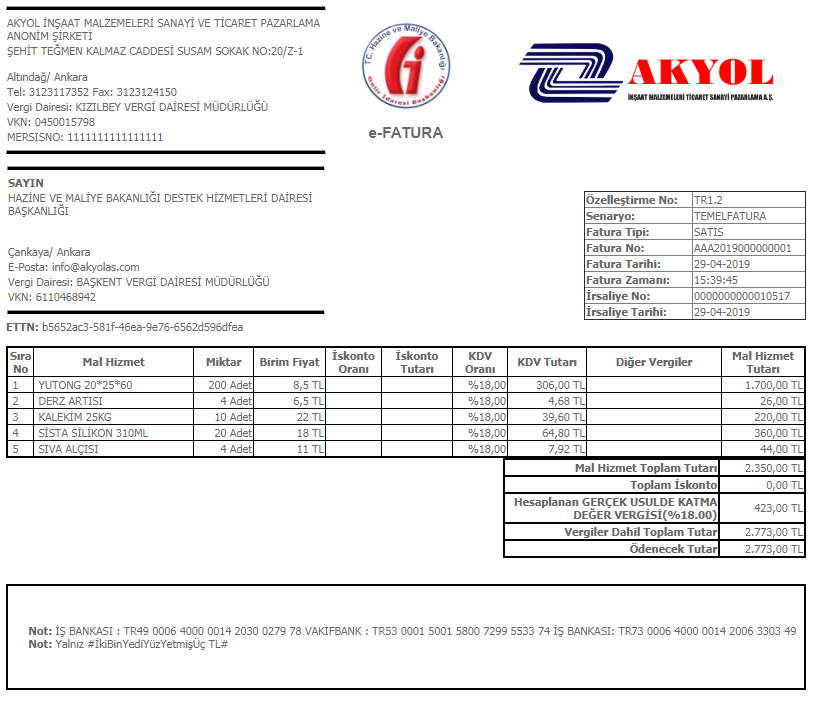 AKYOL İNŞAAT MALZEMELERİ SANAYİ VE TİCARET PAZARLAMA
ANONİM ŞİRKETİ
ŞEHİT TEĞMEN KALMAZ CADDESİ SUSAM SOKAK NO:20/Z-1
Altındağ/ Ankara
Tel: 3123117352 Fax: 3123124150
Vergi Dairesi: KIZILBEY VERGİ DAİRESİ MÜDÜRLÜĞÜ
VKN: 0450015798
MERSISNO: 1111111111111111
T.C. Hazine ve Maliye Bakanlığı
Gelir İdaresi Başkanlığı
e-FATURA
AKYOL
İNŞAAT MALZEMELERİ TİCARET SANAYİ PAZARLAMA A.Ş.
SAYIN
HAZİNE VE MALİYE BAKANLIĞI DESTEK HİZMETLERİ DAİRESİ
BAŞKANLIĞI
Çankaya/ Ankara
E-Posta: info@akyolas.com
Vergi Dairesi: BAŞKENT VERGİ DAİRESİ MÜDÜRLÜĞÜ
VKN: 6110468942
ETTN: b5652ac3-581f-46ea-9e76-6562d596dfea
Özelleştirme No: TR1.2
Senaryo: TEMELFATURA
Fatura Tipi: SATIS
Fatura No: AAA2019000000001
Fatura Tarihi: 29-04-2019
Fatura Zamanı: 15:39:45
İrsaliye No: 0000000000010517
İrsaliye Tarihi: 29-04-2019
Sıra No Mal Hizmet Miktar Birim Fiyat İskonto Oranı İskonto Tutarı KDV Oranı KDV Tutarı Diğer Vergiler Mal Hizmet Tutarı
1 YUTONG 20*25*60 200 Adet 8,5 TL %18,00 306,00 TL 1.700,00 TL
2 DERZ ARTISI 4 Adet 6,5 TL %18,00 4,68 TL 26,00 TL
3 KALEKİM 25KG 10 Adet 22 TL %18,00 39,60 TL 220,00 TL
4 SİSTA SİLİKON 310ML 20 Adet 18 TL %18,00 64,80 TL 360,00 TL
5 SIVA ALÇISI 4 Adet 11 TL %18,00 7,92 TL 44,00 TL
Mal Hizmet Toplam Tutarı 2.350,00 TL
Toplam İskonto 0,00 TL
Hesaplanan GERÇEK USULDE KATMA
DEĞER VERGİSİ(%18.00) 423,00 TL
Vergiler Dahil Toplam Tutar 2.773,00 TL
Ödenecek Tutar 2.773,00 TL
Not: İŞ BANKASI : TR49 0006 4000 0014 2030 0279 78 VAKIFBANK : TR53 0001 5001 5800 7299 5533 74 İŞ BANKASI: TR73 0006 4000 0014 2006 3303 49
Not: Yalnız #İkiBinYediYüzYetmişÜç TL#